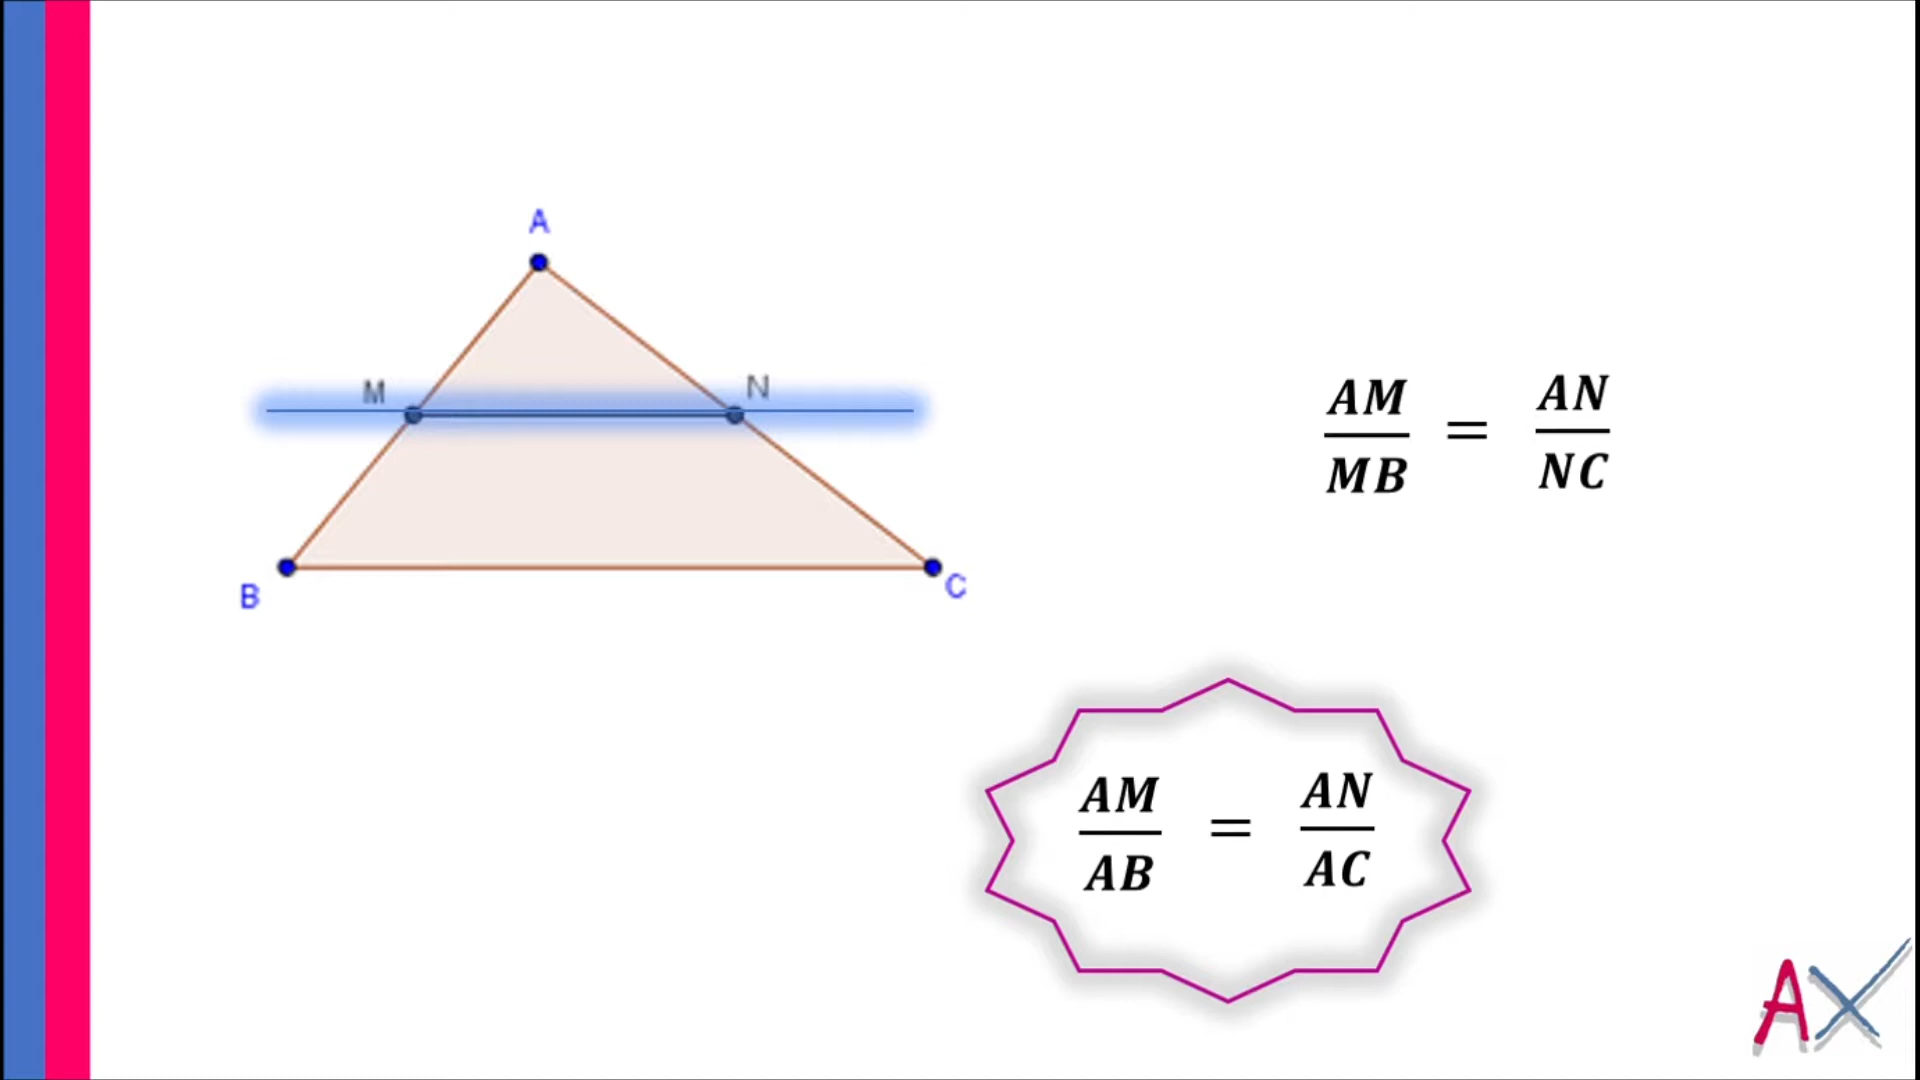 A
M
N
B
C
AM/MB = AN/NC
AM/AB = AN/AC
AX